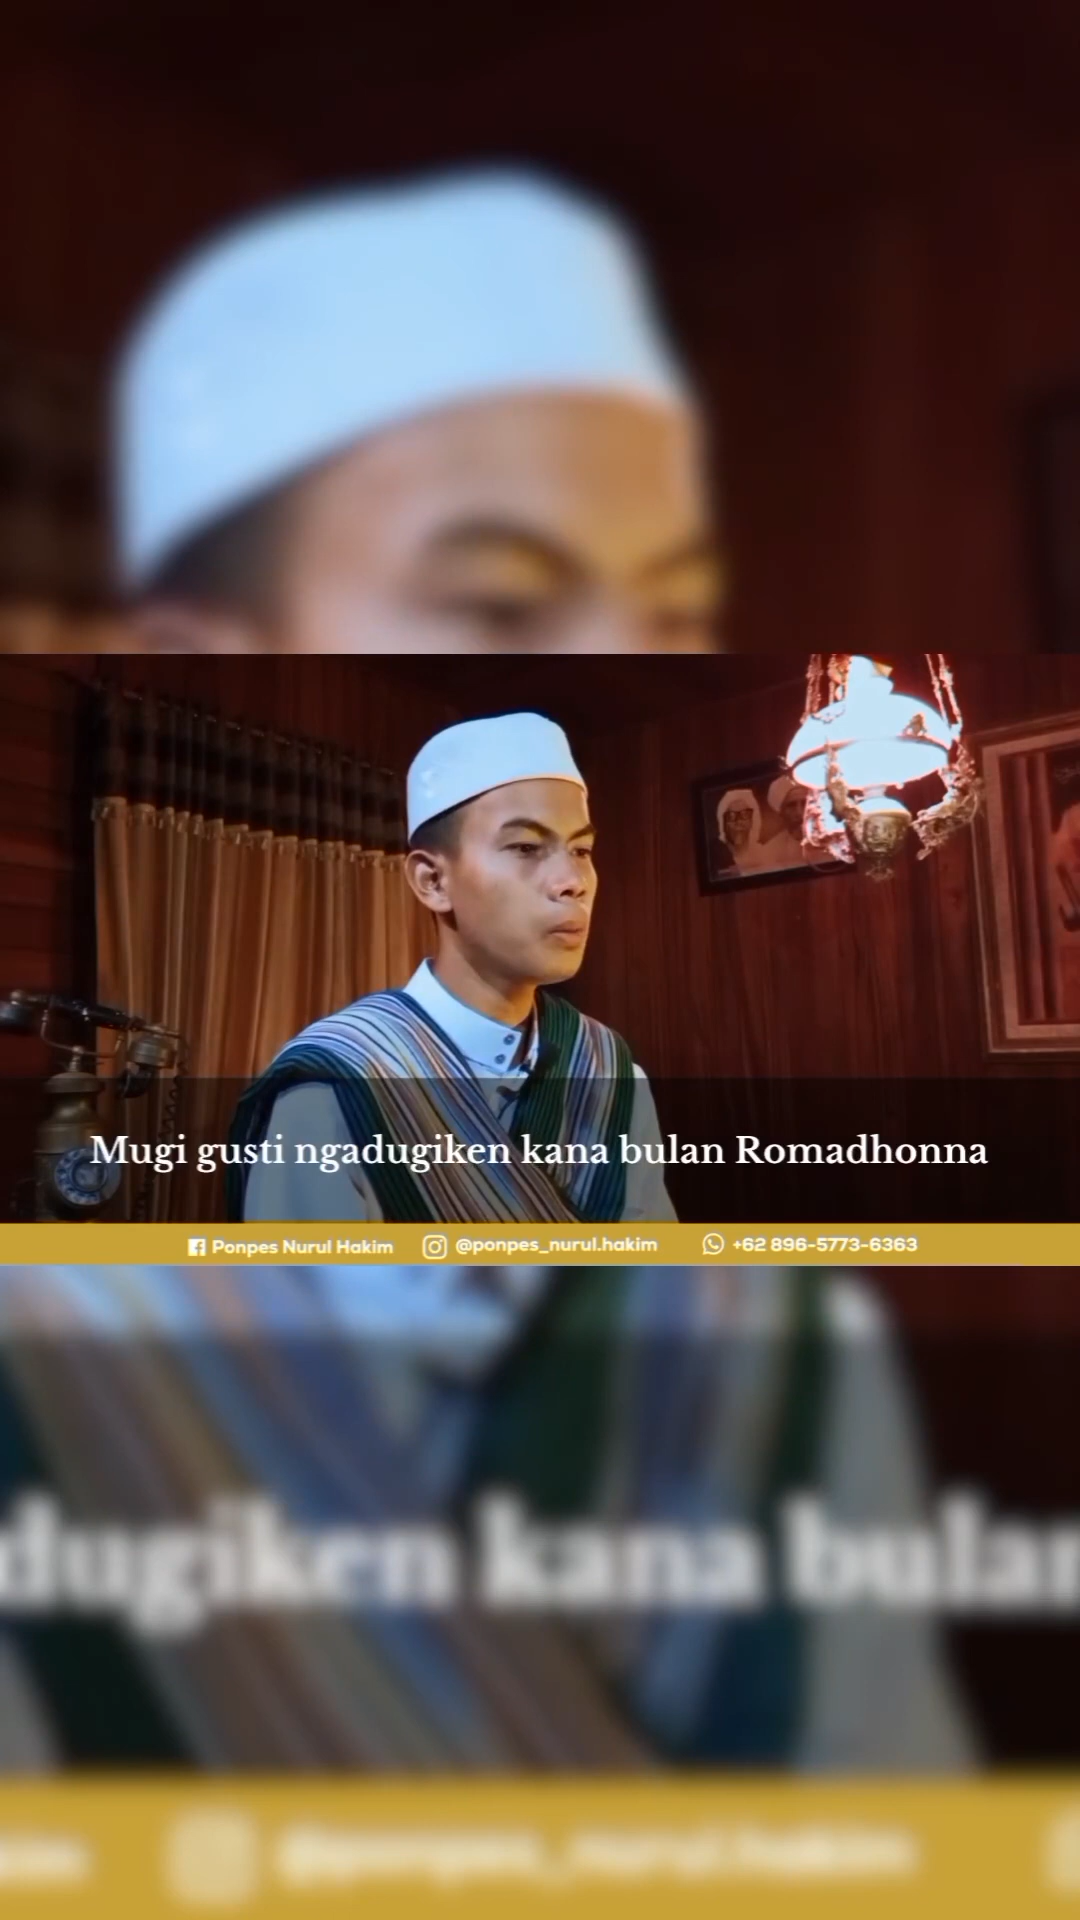 Mugi gusti ngadugiken kana bulan Romadhonna
Ponpes Nurul Hakim @ponpes_nurul.hakim +62 896-5773-6363
dugiken kana bulan